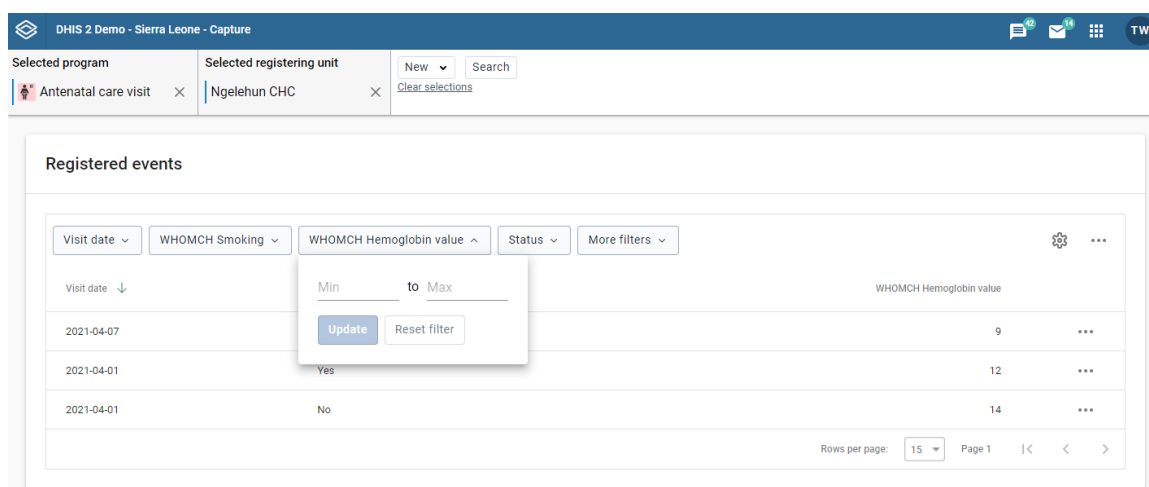 DHIS 2 Demo - Sierra Leone - Capture
42
14
TW
Selected program
Antenatal care visit
Selected registering unit
Ngelehun CHC
New
Search
Clear selections
Registered events
Visit date
WHOMCH Smoking
WHOMCH Hemoglobin value
Status
More filters
Visit date
WHOMCH Hemoglobin value
Min to Max
Update
Reset filter
2021-04-07
9
2021-04-01
Yes
12
2021-04-01
No
14
Rows per page:
15
Page 1